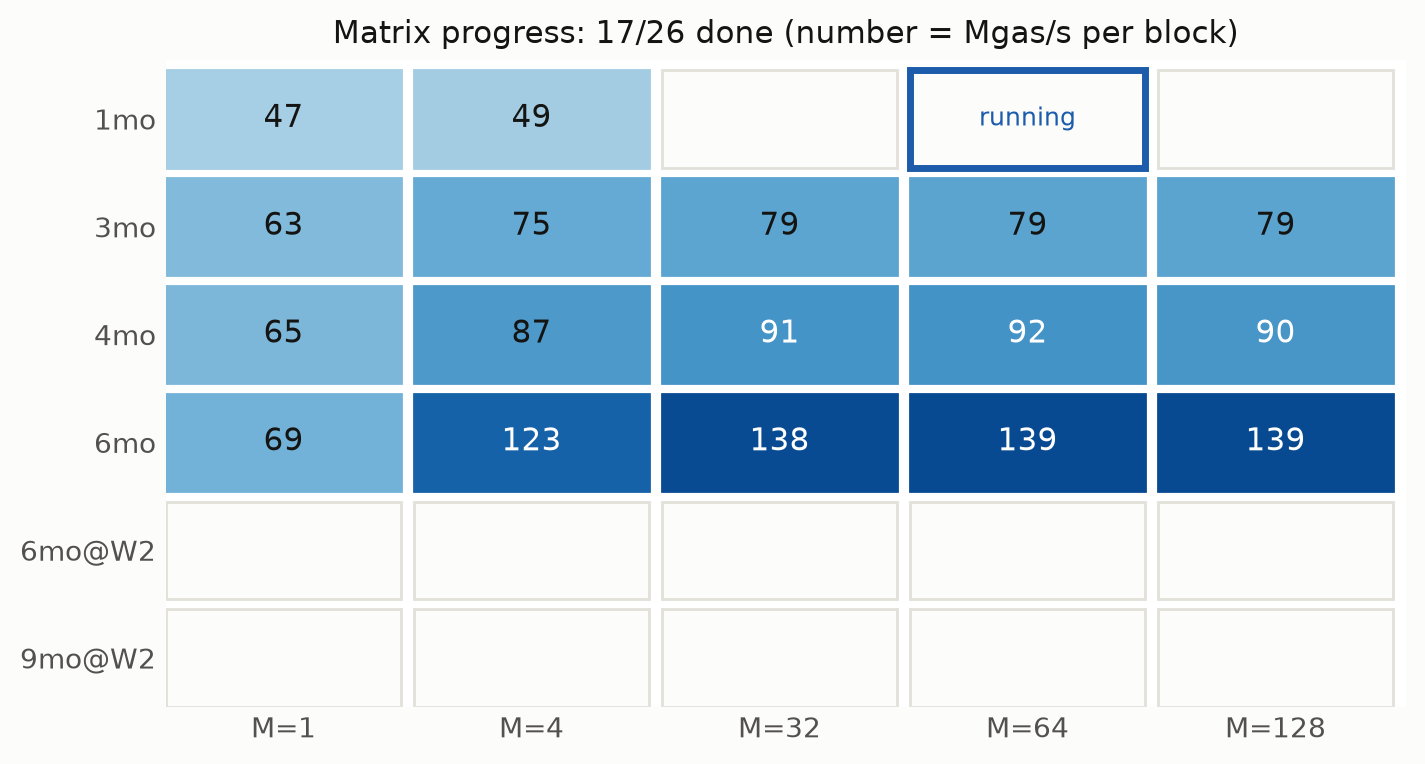 Matrix progress: 17/26 done (number = Mgas/s per block)
1mo 47 49 running
3mo 63 75 79 79 79
4mo 65 87 91 92 90
6mo 69 123 138 139 139
6mo@W2
9mo@W2
M=1 M=4 M=32 M=64 M=128